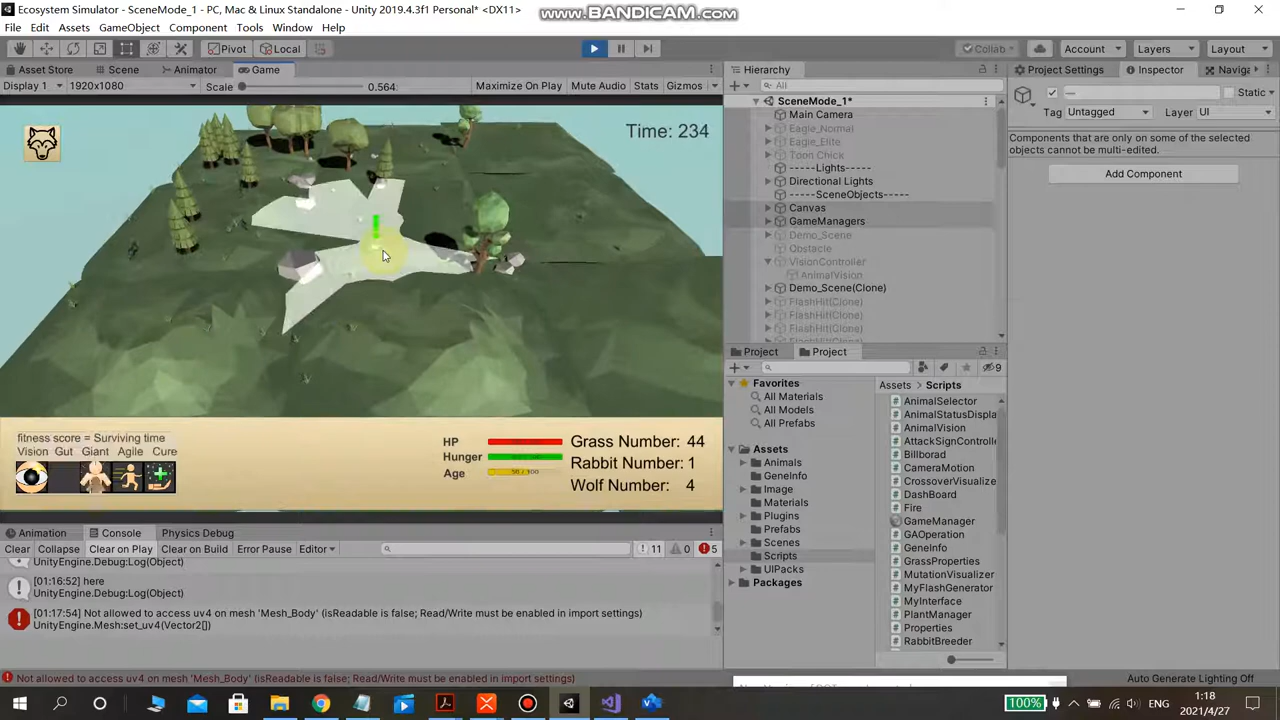 Ecosystem Simulator - SceneMode_1 - PC, Mac & Linux Standalone - Unity 2019.4.3f1 Personal* <DX11>
www.BANDICAM.com
File Edit Assets GameObject Component Tools Window Help
Pivot Local Collab Account Layers Layout
Asset Store Scene Animator Game
Display 1 1920x1080 Scale 0.564: Maximize On Play Mute Audio Stats Gizmos
Time: 234
fitness score = Surviving time
Vision Gut Giant Agile Cure
HP
Hunger
Age
Grass Number: 44
Rabbit Number: 1
Wolf Number: 4
Animation Console Physics Debug
Clear Collapse Clear on Play Clear on Build Error Pause Editor 11 0 5
UnityEngine.Debug:Log(Object)
[01:16:52] here
UnityEngine.Debug:Log(Object)
[01:17:54] Not allowed to access uv4 on mesh 'Mesh_Body' (isReadable is false; Read/Write must be enabled in import settings)
UnityEngine.Mesh:set_uv4(Vector2[])
Hierarchy
All
SceneMode_1*
Main Camera
Eagle_Normal
Eagle_Elite
Toon Chick
-----Lights-----
Directional Lights
-----SceneObjects-----
Canvas
GameManagers
Demo_Scene
Obstacle
VisionController
AnimalVision
Demo_Scene(Clone)
FlashHit(Clone)
FlashHit(Clone)
FlashHit(Clone)
FlashHit(Clone)
Project Project
9
Favorites
All Materials
All Models
All Prefabs
Assets
Animals
GeneInfo
Image
Materials
Plugins
Prefabs
Scenes
Scripts
UIPacks
Packages
Assets Scripts
AnimalSelector
AnimalStatusDispla
AnimalVision
AttackSignControlle
Billborad
CameraMotion
CrossoverVisualize
DashBoard
Fire
GameManager
GAOperation
GeneInfo
GrassProperties
MutationVisualizer
MyFlashGenerator
MyInterface
PlantManager
Properties
RabbitBreeder
Project Settings Inspector Naviga
Static
Tag Untagged Layer UI
Components that are only on some of the selected
objects cannot be multi-edited.
Add Component
Not allowed to access uv4 on mesh 'Mesh_Body' (isReadable is false; Read/Write must be enabled in import settings)
Auto Generate Lighting Off
100%
1:18
2021/4/27